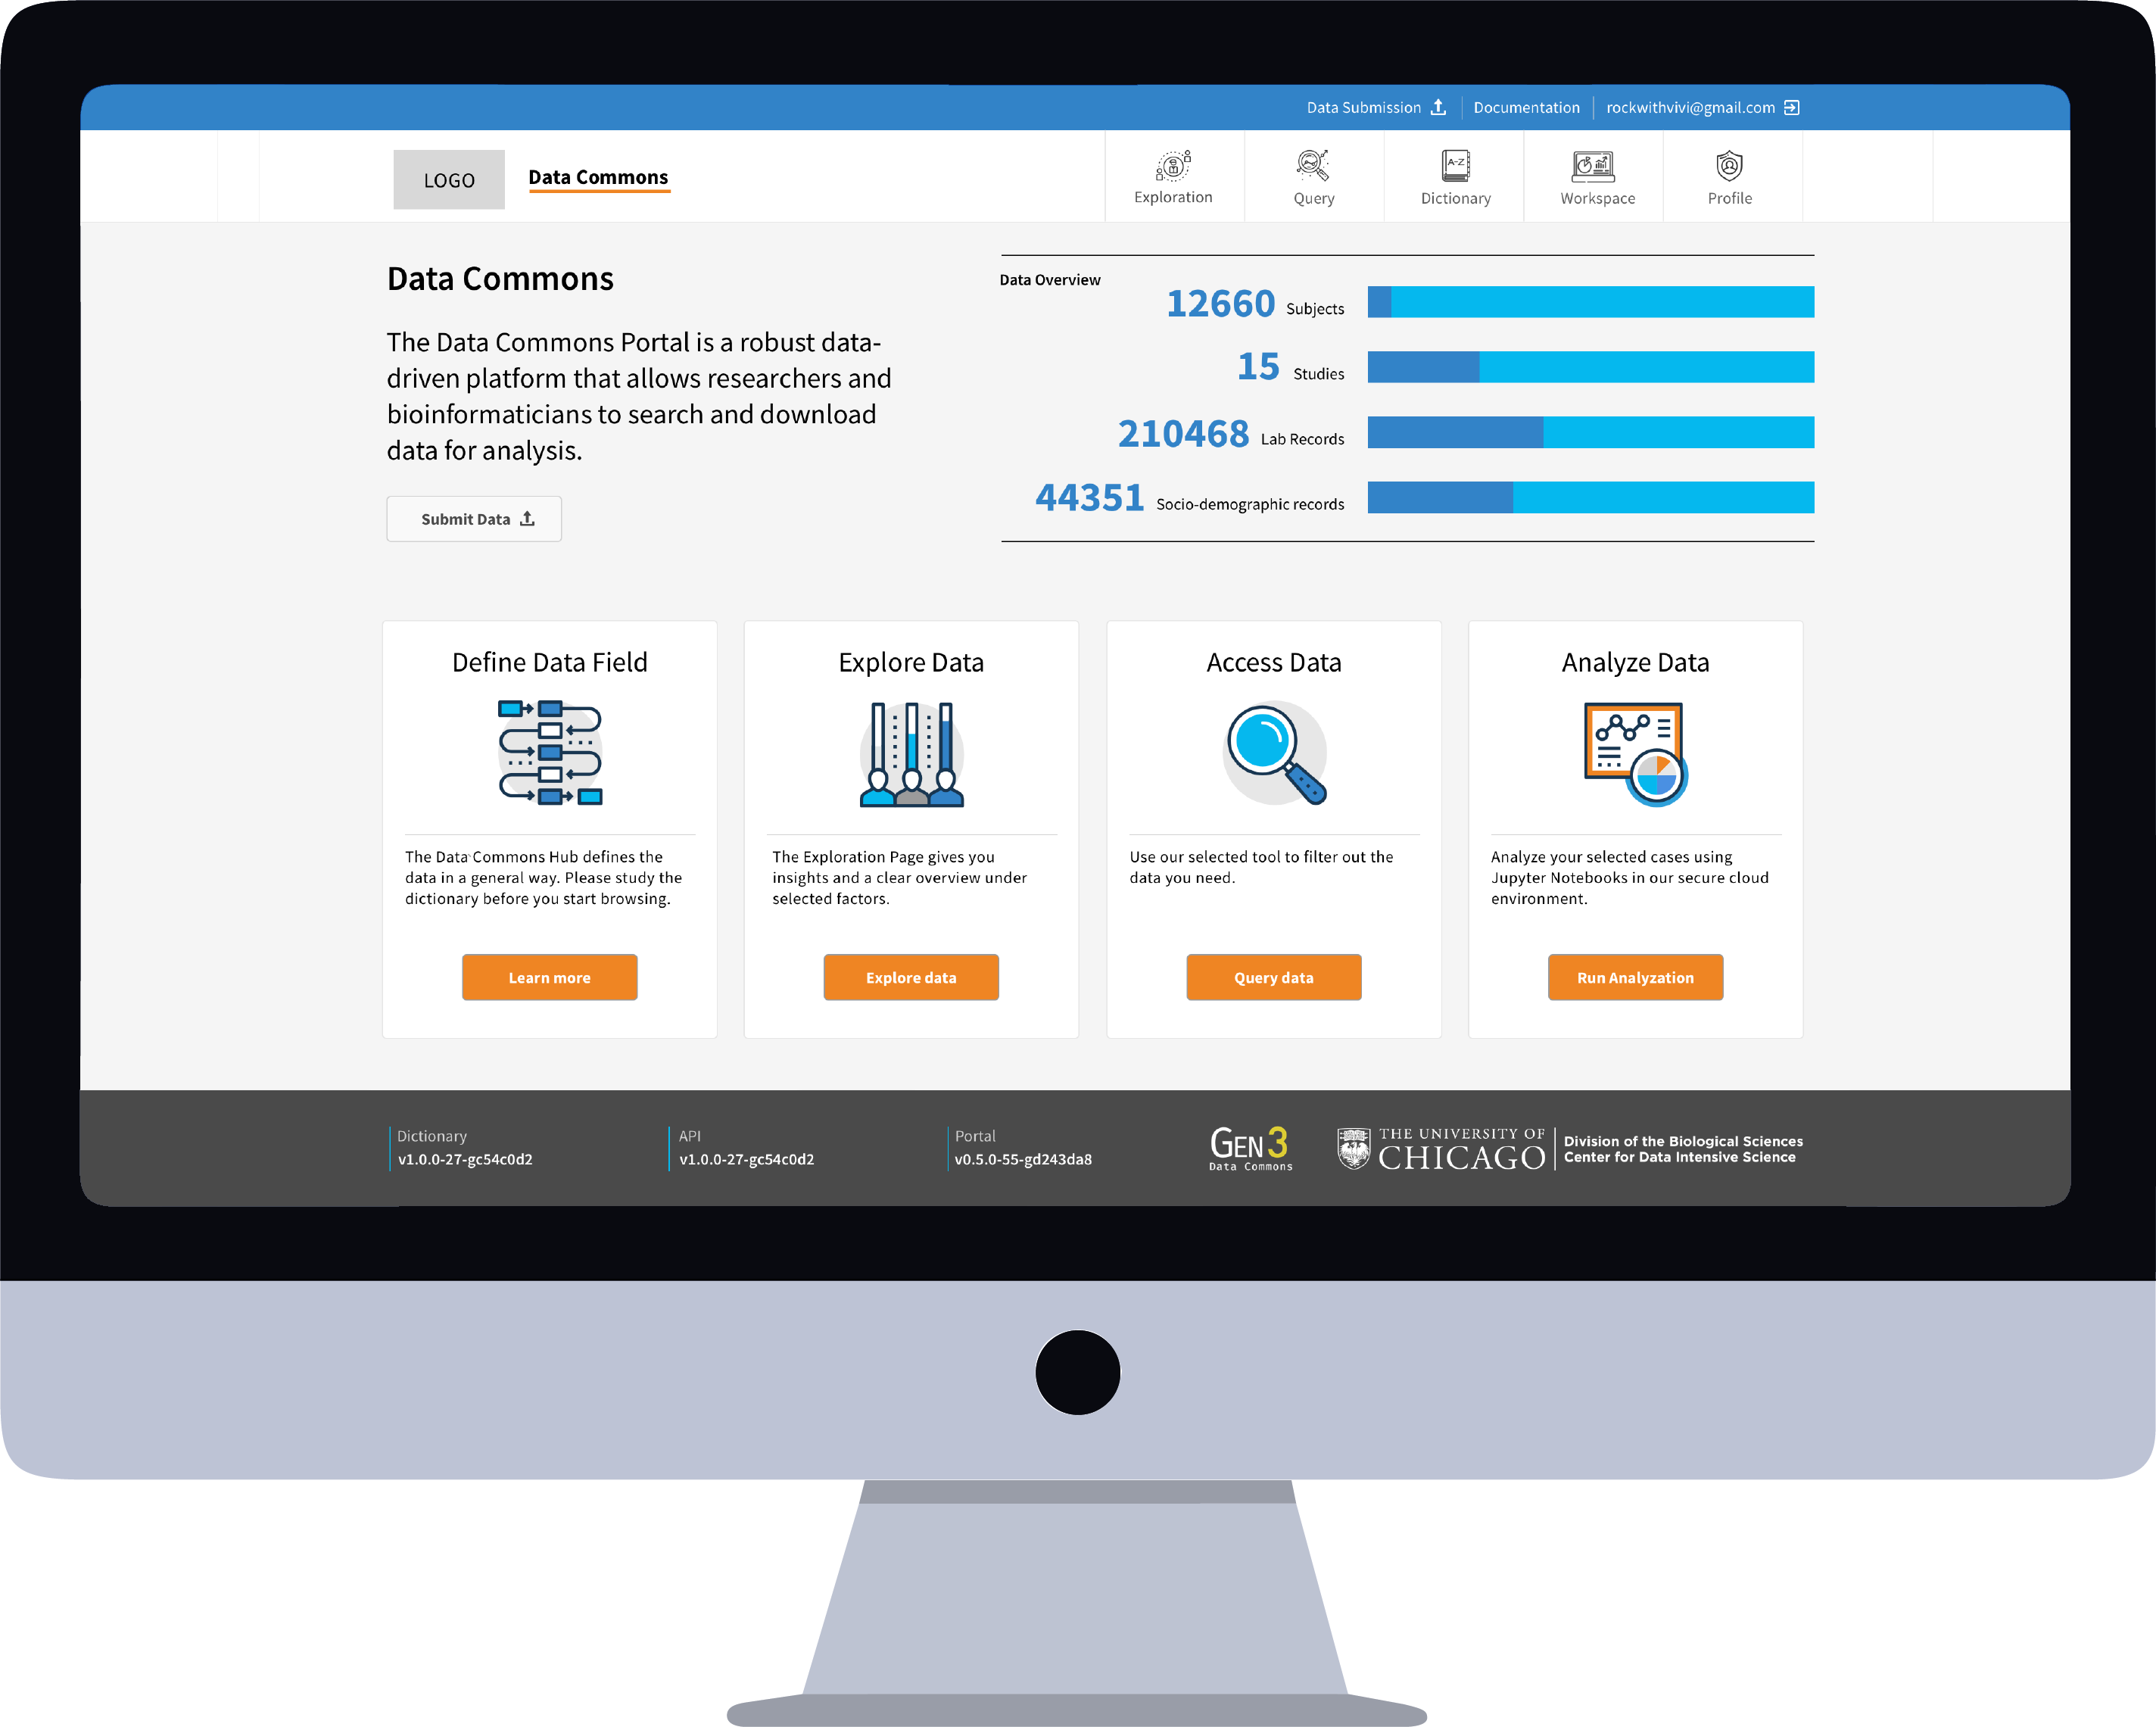 Data Submission
Documentation
rockwithvivi@gmail.com
LOGO
Data Commons
Exploration
Query
A-Z
Dictionary
Workspace
Profile
Data Commons
The Data Commons Portal is a robust data-
driven platform that allows researchers and
bioinformaticians to search and download
data for analysis.
Submit Data
Data Overview
12660 Subjects
15 Studies
210468 Lab Records
44351 Socio-demographic records
Define Data Field
The Data Commons Hub defines the
data in a general way. Please study the
dictionary before you start browsing.
Learn more
Explore Data
The Exploration Page gives you
insights and a clear overview under
selected factors.
Explore data
Access Data
Use our selected tool to filter out the
data you need.
Query data
Analyze Data
Analyze your selected cases using
Jupyter Notebooks in our secure cloud
environment.
Run Analyzation
Dictionary
v1.0.0-27-gc54c0d2
API
v1.0.0-27-gc54c0d2
Portal
v0.5.0-55-gd243da8
GEN3
Data Commons
THE UNIVERSITY OF
CHICAGO
Division of the Biological Sciences
Center for Data Intensive Science